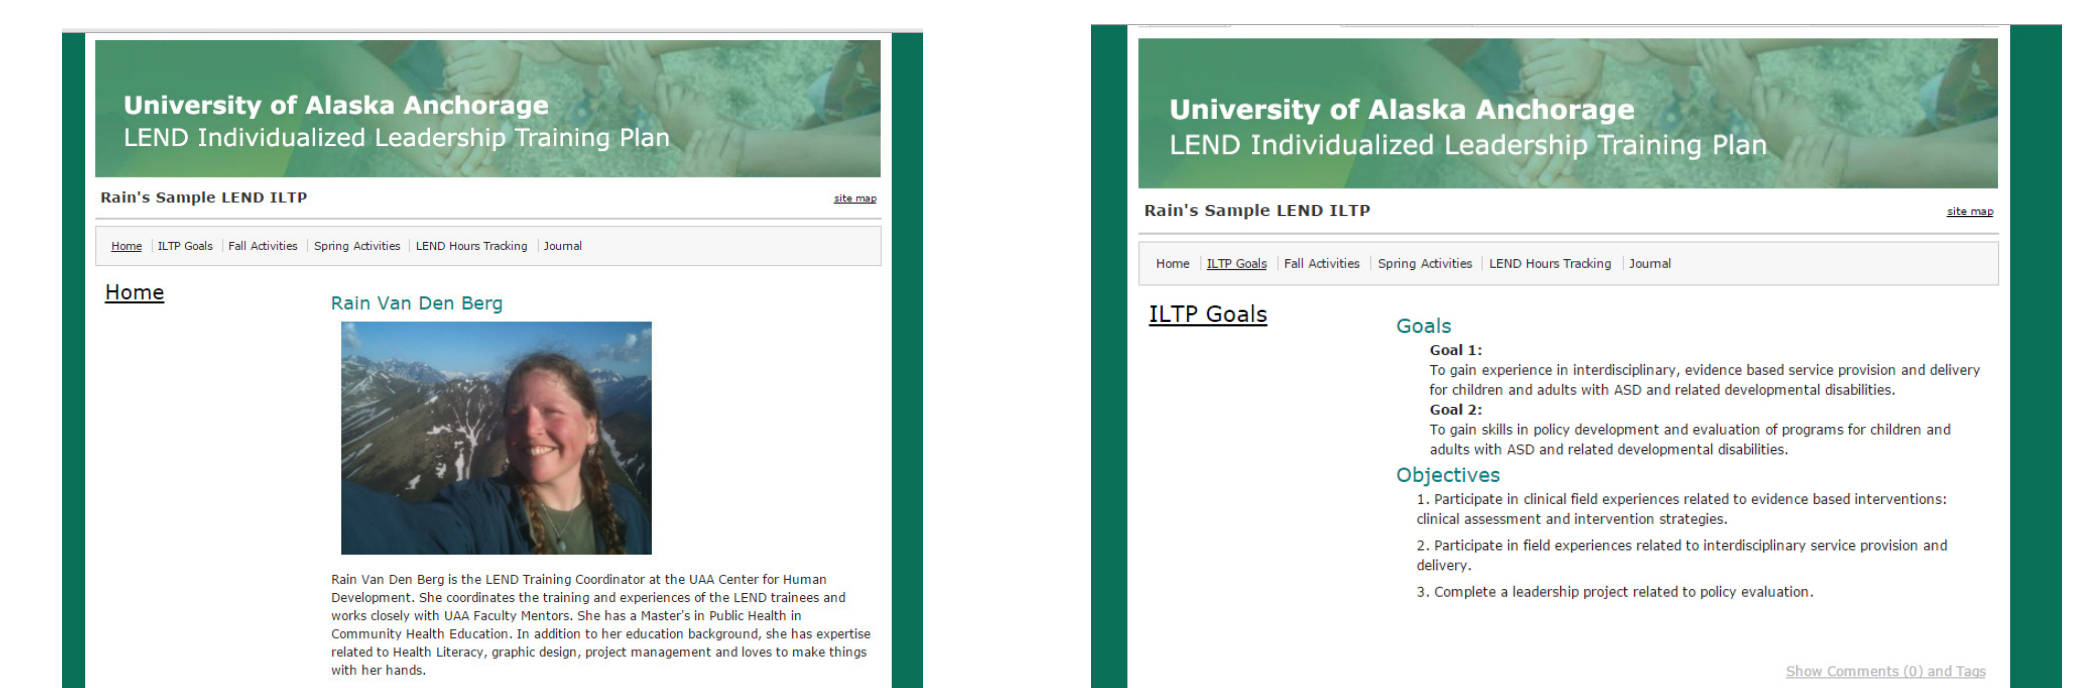 University of Alaska Anchorage
LEND Individualized Leadership Training Plan
Rain's Sample LEND ILTP
site map
Home | ILTP Goals | Fall Activities | Spring Activities | LEND Hours Tracking | Journal
Home
Rain Van Den Berg
Rain Van Den Berg is the LEND Training Coordinator at the UAA Center for Human
Development. She coordinates the training and experiences of the LEND trainees and
works closely with UAA Faculty Mentors. She has a Master's in Public Health in
Community Health Education. In addition to her education background, she has expertise
related to Health Literacy, graphic design, project management and loves to make things
with her hands.
University of Alaska Anchorage
LEND Individualized Leadership Training Plan
Rain's Sample LEND ILTP
site map
Home | ILTP Goals | Fall Activities | Spring Activities | LEND Hours Tracking | Journal
ILTP Goals
Goals
Goal 1:
To gain experience in interdisciplinary, evidence based service provision and delivery
for children and adults with ASD and related developmental disabilities.
Goal 2:
To gain skills in policy development and evaluation of programs for children and
adults with ASD and related developmental disabilities.
Objectives
1. Participate in clinical field experiences related to evidence based interventions:
clinical assessment and intervention strategies.
2. Participate in field experiences related to interdisciplinary service provision and
delivery.
3. Complete a leadership project related to policy evaluation.
Show Comments (0) and Tags